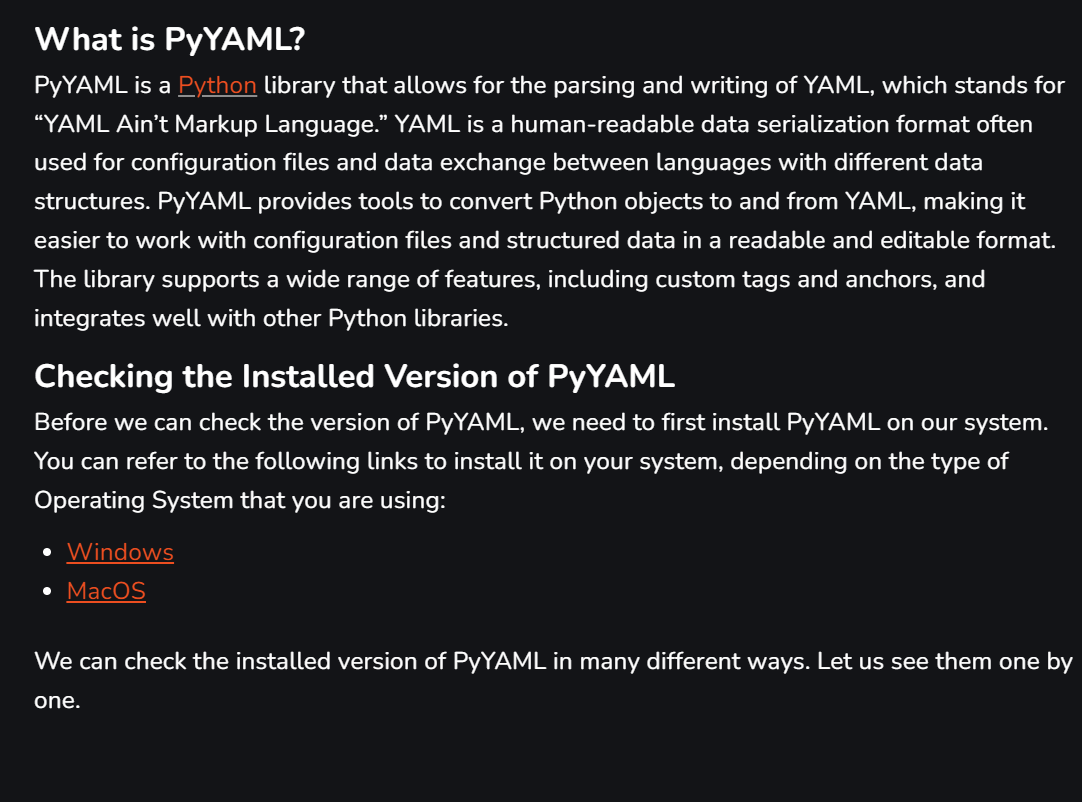 What is PyYAML?
PyYAML is a Python library that allows for the parsing and writing of YAML, which stands for
“YAML Ain’t Markup Language.” YAML is a human-readable data serialization format often
used for configuration files and data exchange between languages with different data
structures. PyYAML provides tools to convert Python objects to and from YAML, making it
easier to work with configuration files and structured data in a readable and editable format.
The library supports a wide range of features, including custom tags and anchors, and
integrates well with other Python libraries.
Checking the Installed Version of PyYAML
Before we can check the version of PyYAML, we need to first install PyYAML on our system.
You can refer to the following links to install it on your system, depending on the type of
Operating System that you are using:
• Windows
• MacOS
We can check the installed version of PyYAML in many different ways. Let us see them one by
one.